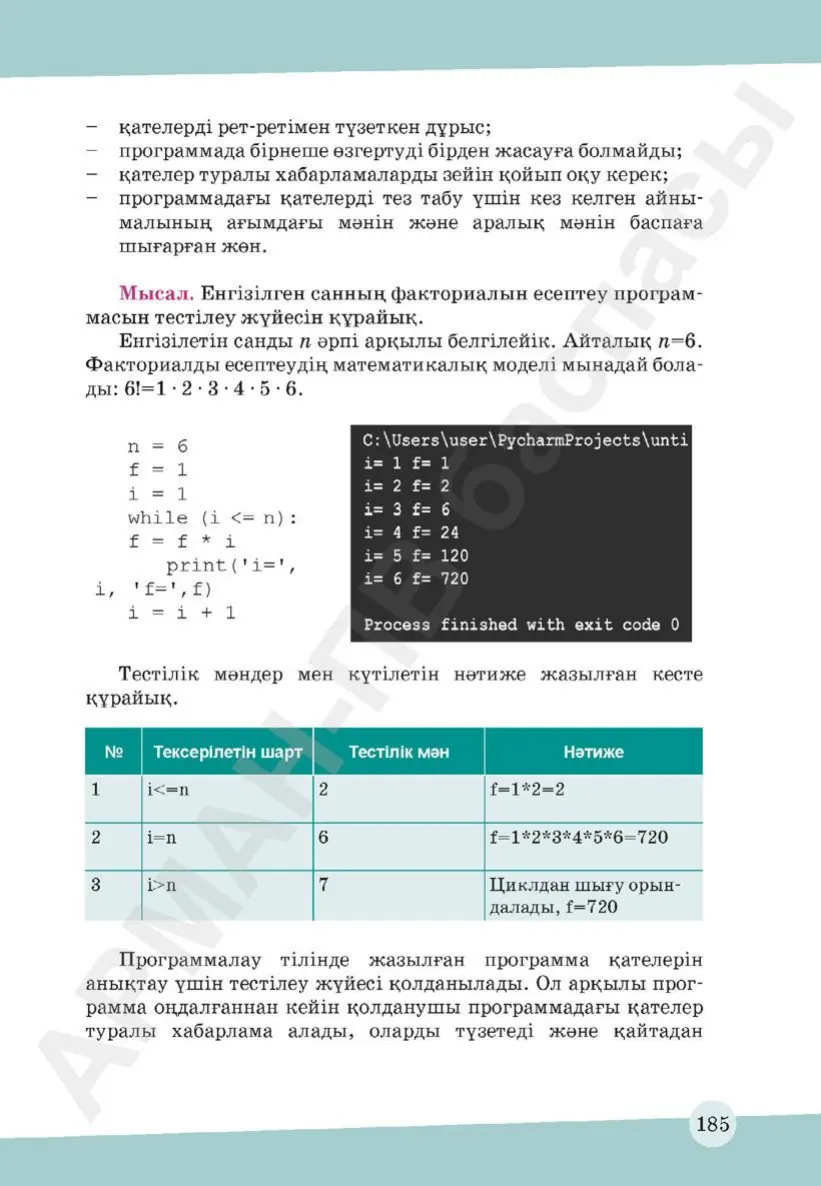 – қателерді рет-ретімен түзеткен дұрыс;
– программада бірнеше өзгертуді бірден жасауға болмайды;
– қателер туралы хабарламаларды зейін қойып оқу керек;
– программадағы қателерді тез табу үшін кез келген айны-
малының ағымдағы мәнін және аралық мәнін баспаға
шығарған жөн.
Мысал. Енгізілген санның факториалын есептеу програм-
масын тестілеу жүйесін құрайық.
Енгізілетін санды n әрпі арқылы белгілейік. Айталық n=6.
Факториалды есептеудің математикалық моделі мынадай бола-
ды: 6!=1 · 2 · 3 · 4 · 5 · 6.
n = 6
f = 1
i = 1
while (i <= n):
f = f * i
print('i=',
i, 'f=',f)
i = i + 1
C:\Users\user\PycharmProjects\unti
i= 1 f= 1
i= 2 f= 2
i= 3 f= 6
i= 4 f= 24
i= 5 f= 120
i= 6 f= 720
Process finished with exit code 0
Тестілік мәндер мен күтілетін нәтиже жазылған кесте
құрайық.
№ Тексерілетін шарт Тестілік мән Нәтиже
1 i<=n 2 f=1*2=2
2 i=n 6 f=1*2*3*4*5*6=720
3 i>n 7 Циклдан шығу орын-
далады, f=720
Программалау тілінде жазылған программа қателерін
анықтау үшін тестілеу жүйесі қолданылады. Ол арқылы прог-
рамма оңдалғаннан кейін қолданушы программадағы қателер
туралы хабарлама алады, оларды түзетеді және қайтадан
185
АРМАН-ПВ баспасы